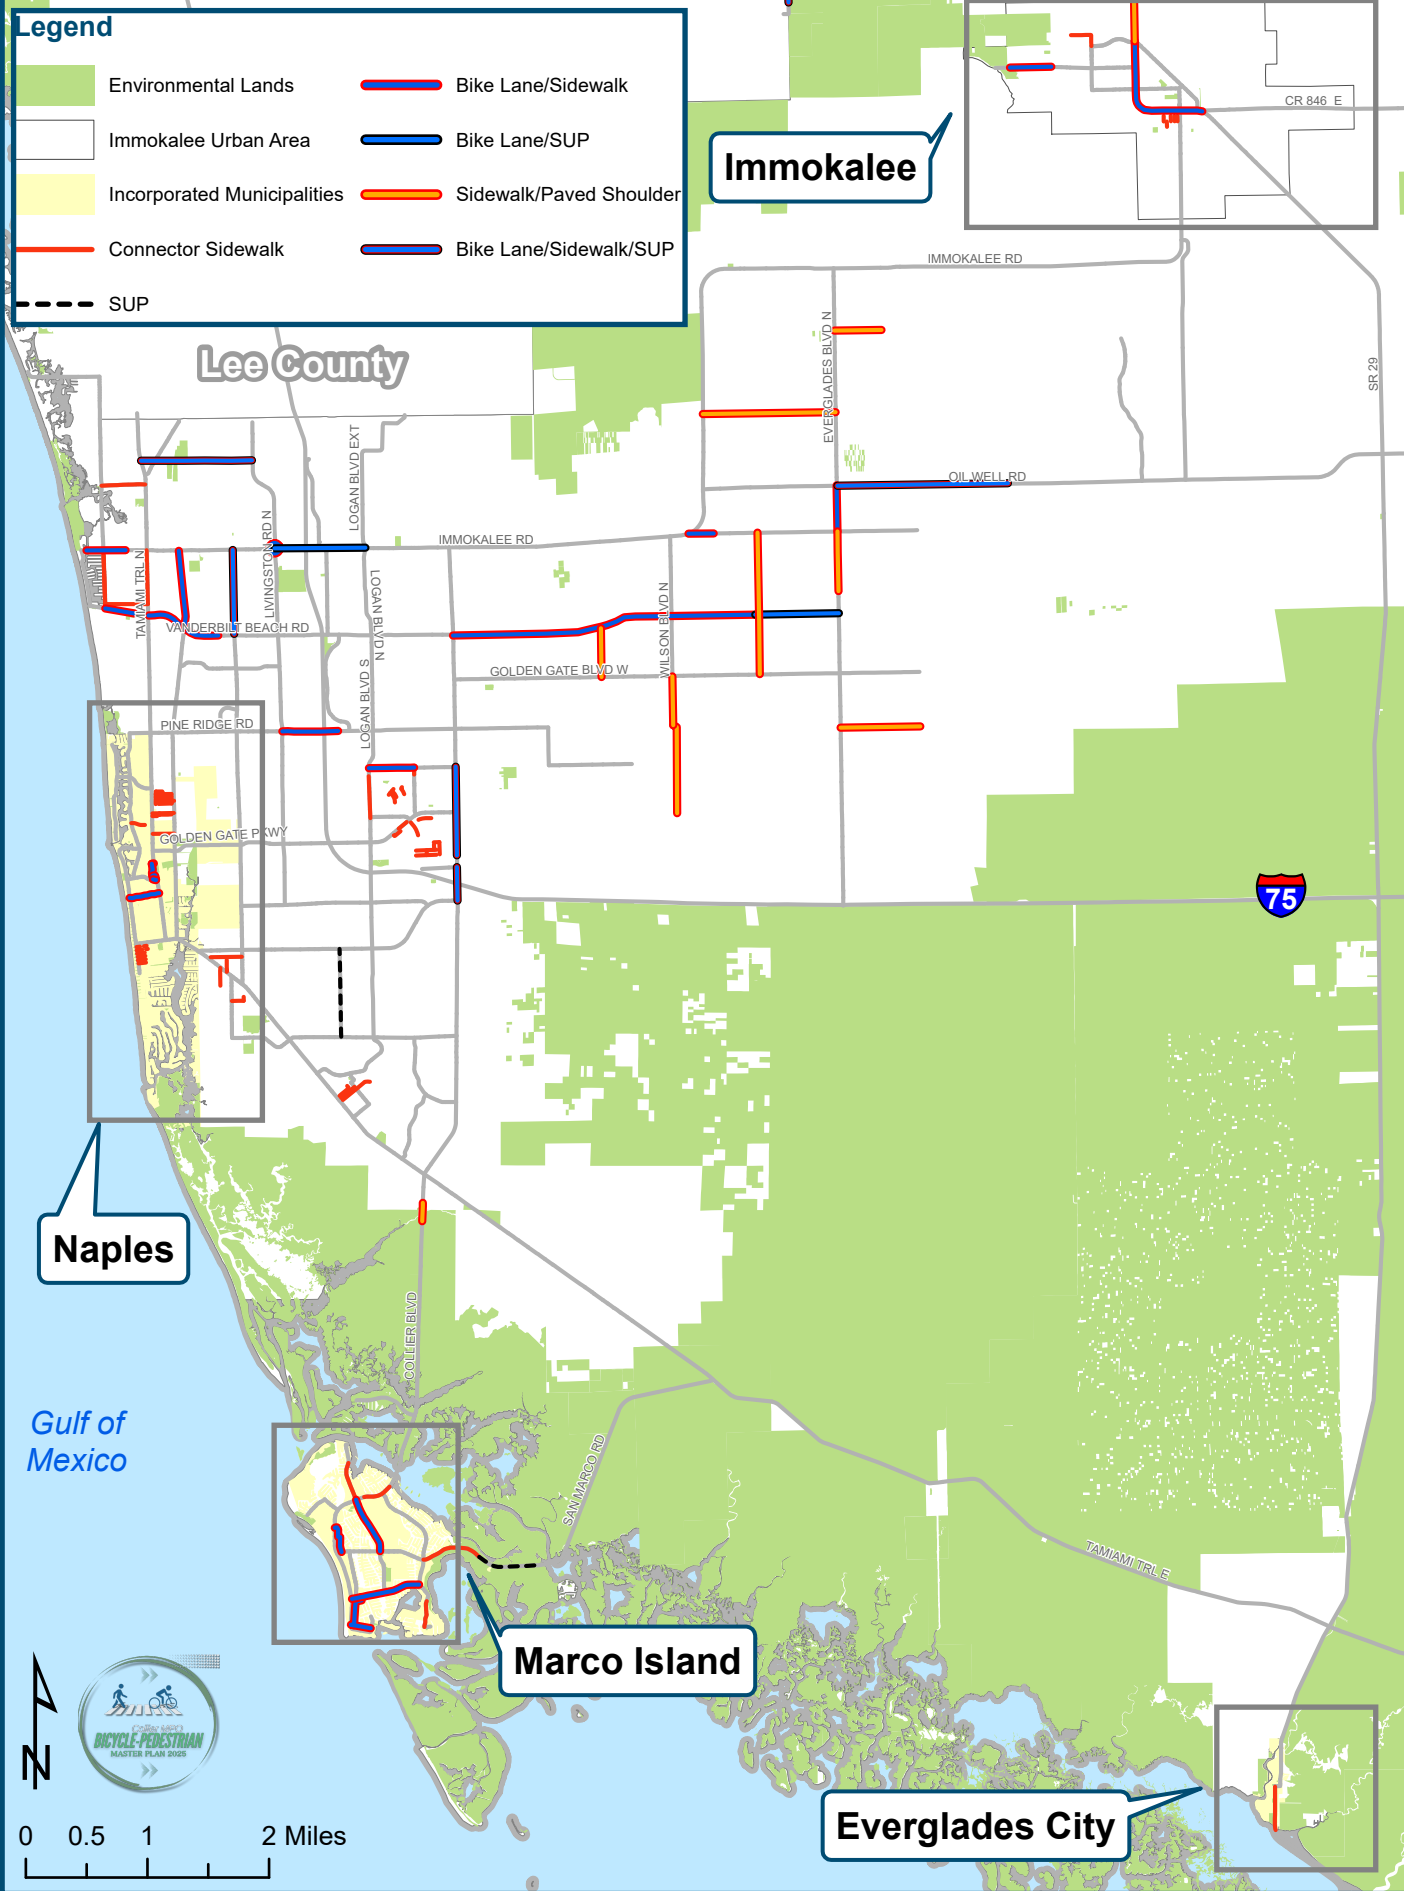 Legend
Environmental Lands
Immokalee Urban Area
Incorporated Municipalities
Connector Sidewalk
SUP
Bike Lane/Sidewalk
Bike Lane/SUP
Sidewalk/Paved Shoulder
Bike Lane/Sidewalk/SUP
Immokalee
CR 846 E
IMMOKALEE RD
EVERGLADES BLVD N
SR 29
Lee County
LOGAN BLVD EXT
OIL WELL RD
IMMOKALEE RD
TAMIAMI TRL N
LIVINGSTON RD N
LOGAN BLVD N
WILSON BLVD N
VANDERBILT BEACH RD
GOLDEN GATE BLVD W
LOGAN BLVD S
PINE RIDGE RD
GOLDEN GATE PKWY
75
Naples
COLLIER BLVD
Gulf of
Mexico
SAN MARCO RD
TAMIAMI TRL E
Marco Island
Everglades City
N
Collier MPO
BICYCLE-PEDESTRIAN
MASTER PLAN 2025
0 0.5 1 2 Miles